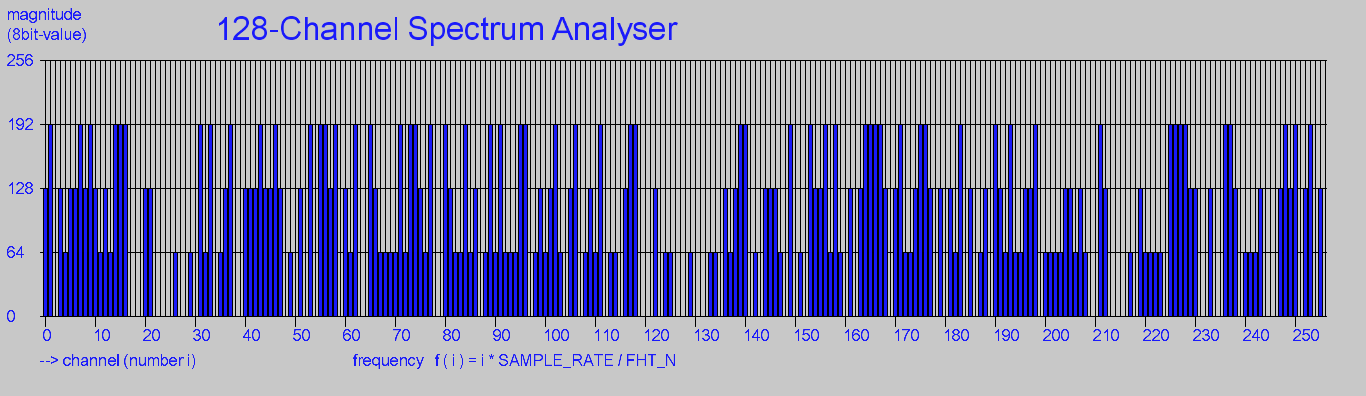 magnitude
(8bit-value)
128-Channel Spectrum Analyser
256
192
128
64
0
0 10 20 30 40 50 60 70 80 90 100 110 120 130 140 150 160 170 180 190 200 210 220 230 240 250
--> channel (number i) frequency f ( i ) = i * SAMPLE_RATE / FHT_N